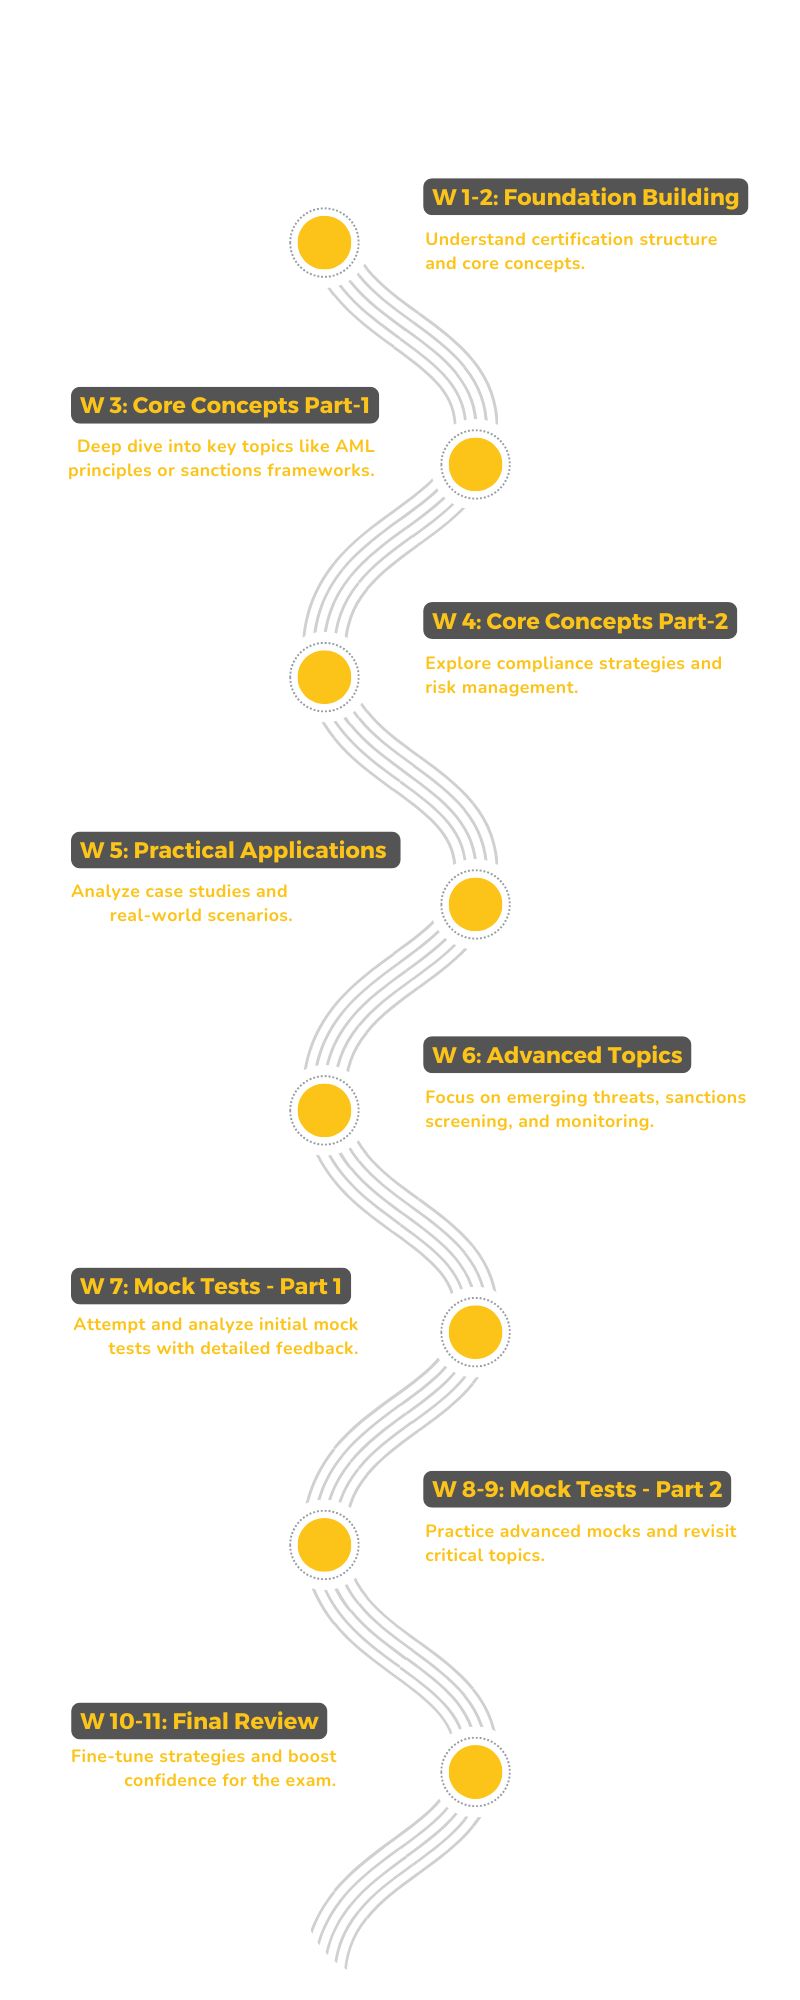 W 1-2: Foundation Building
Understand certification structure
and core concepts.
W 3: Core Concepts Part-1
Deep dive into key topics like AML
principles or sanctions frameworks.
W 4: Core Concepts Part-2
Explore compliance strategies and
risk management.
W 5: Practical Applications
Analyze case studies and
real-world scenarios.
W 6: Advanced Topics
Focus on emerging threats, sanctions
screening, and monitoring.
W 7: Mock Tests - Part 1
Attempt and analyze initial mock
tests with detailed feedback.
W 8-9: Mock Tests - Part 2
Practice advanced mocks and revisit
critical topics.
W 10-11: Final Review
Fine-tune strategies and boost
confidence for the exam.